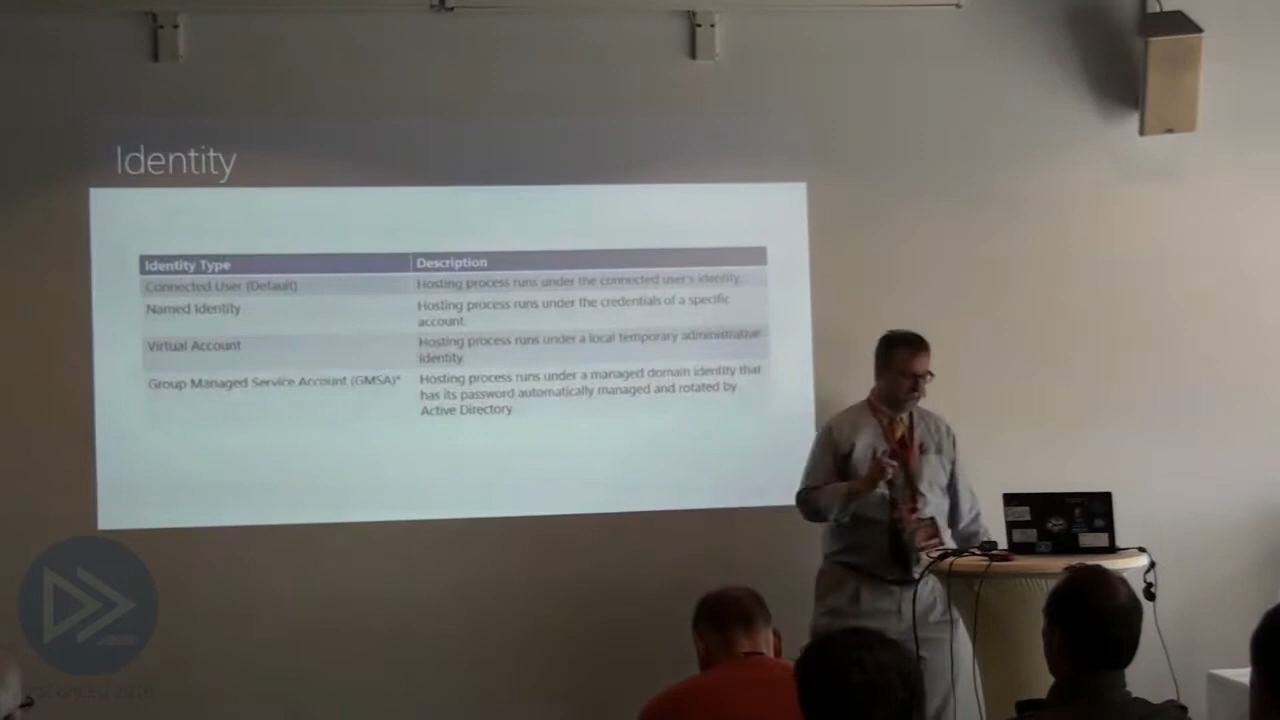 Identity
Identity Type
Description
Connected User (Default)
Hosting process runs under the connected user's identity.
Named Identity
Hosting process runs under the credentials of a specific
account.
Virtual Account
Hosting process runs under a local temporary administrative
identity
Group Managed Service Account (GMSA)*
Hosting process runs under a managed domain identity that
has its password automatically managed and rotated by
Active Directory